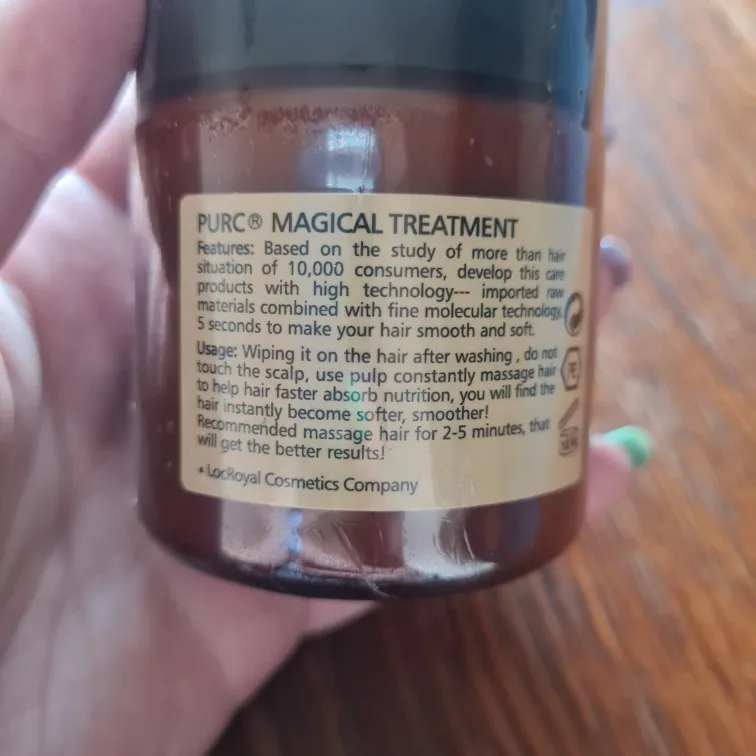 PURC® MAGICAL TREATMENT
Features: Based on the study of more than hair
situation of 10,000 consumers, develop this care
products with high technology--- imported raw
materials combined with fine molecular technology,
5 seconds to make your hair smooth and soft.
Usage: Wiping it on the hair after washing , do not
touch the scalp, use pulp constantly massage hair
to help hair faster absorb nutrition, you will find the
hair instantly become softer, smoother!
Recommended massage hair for 2-5 minutes, that
will get the better results!
• LocRoyal Cosmetics Company